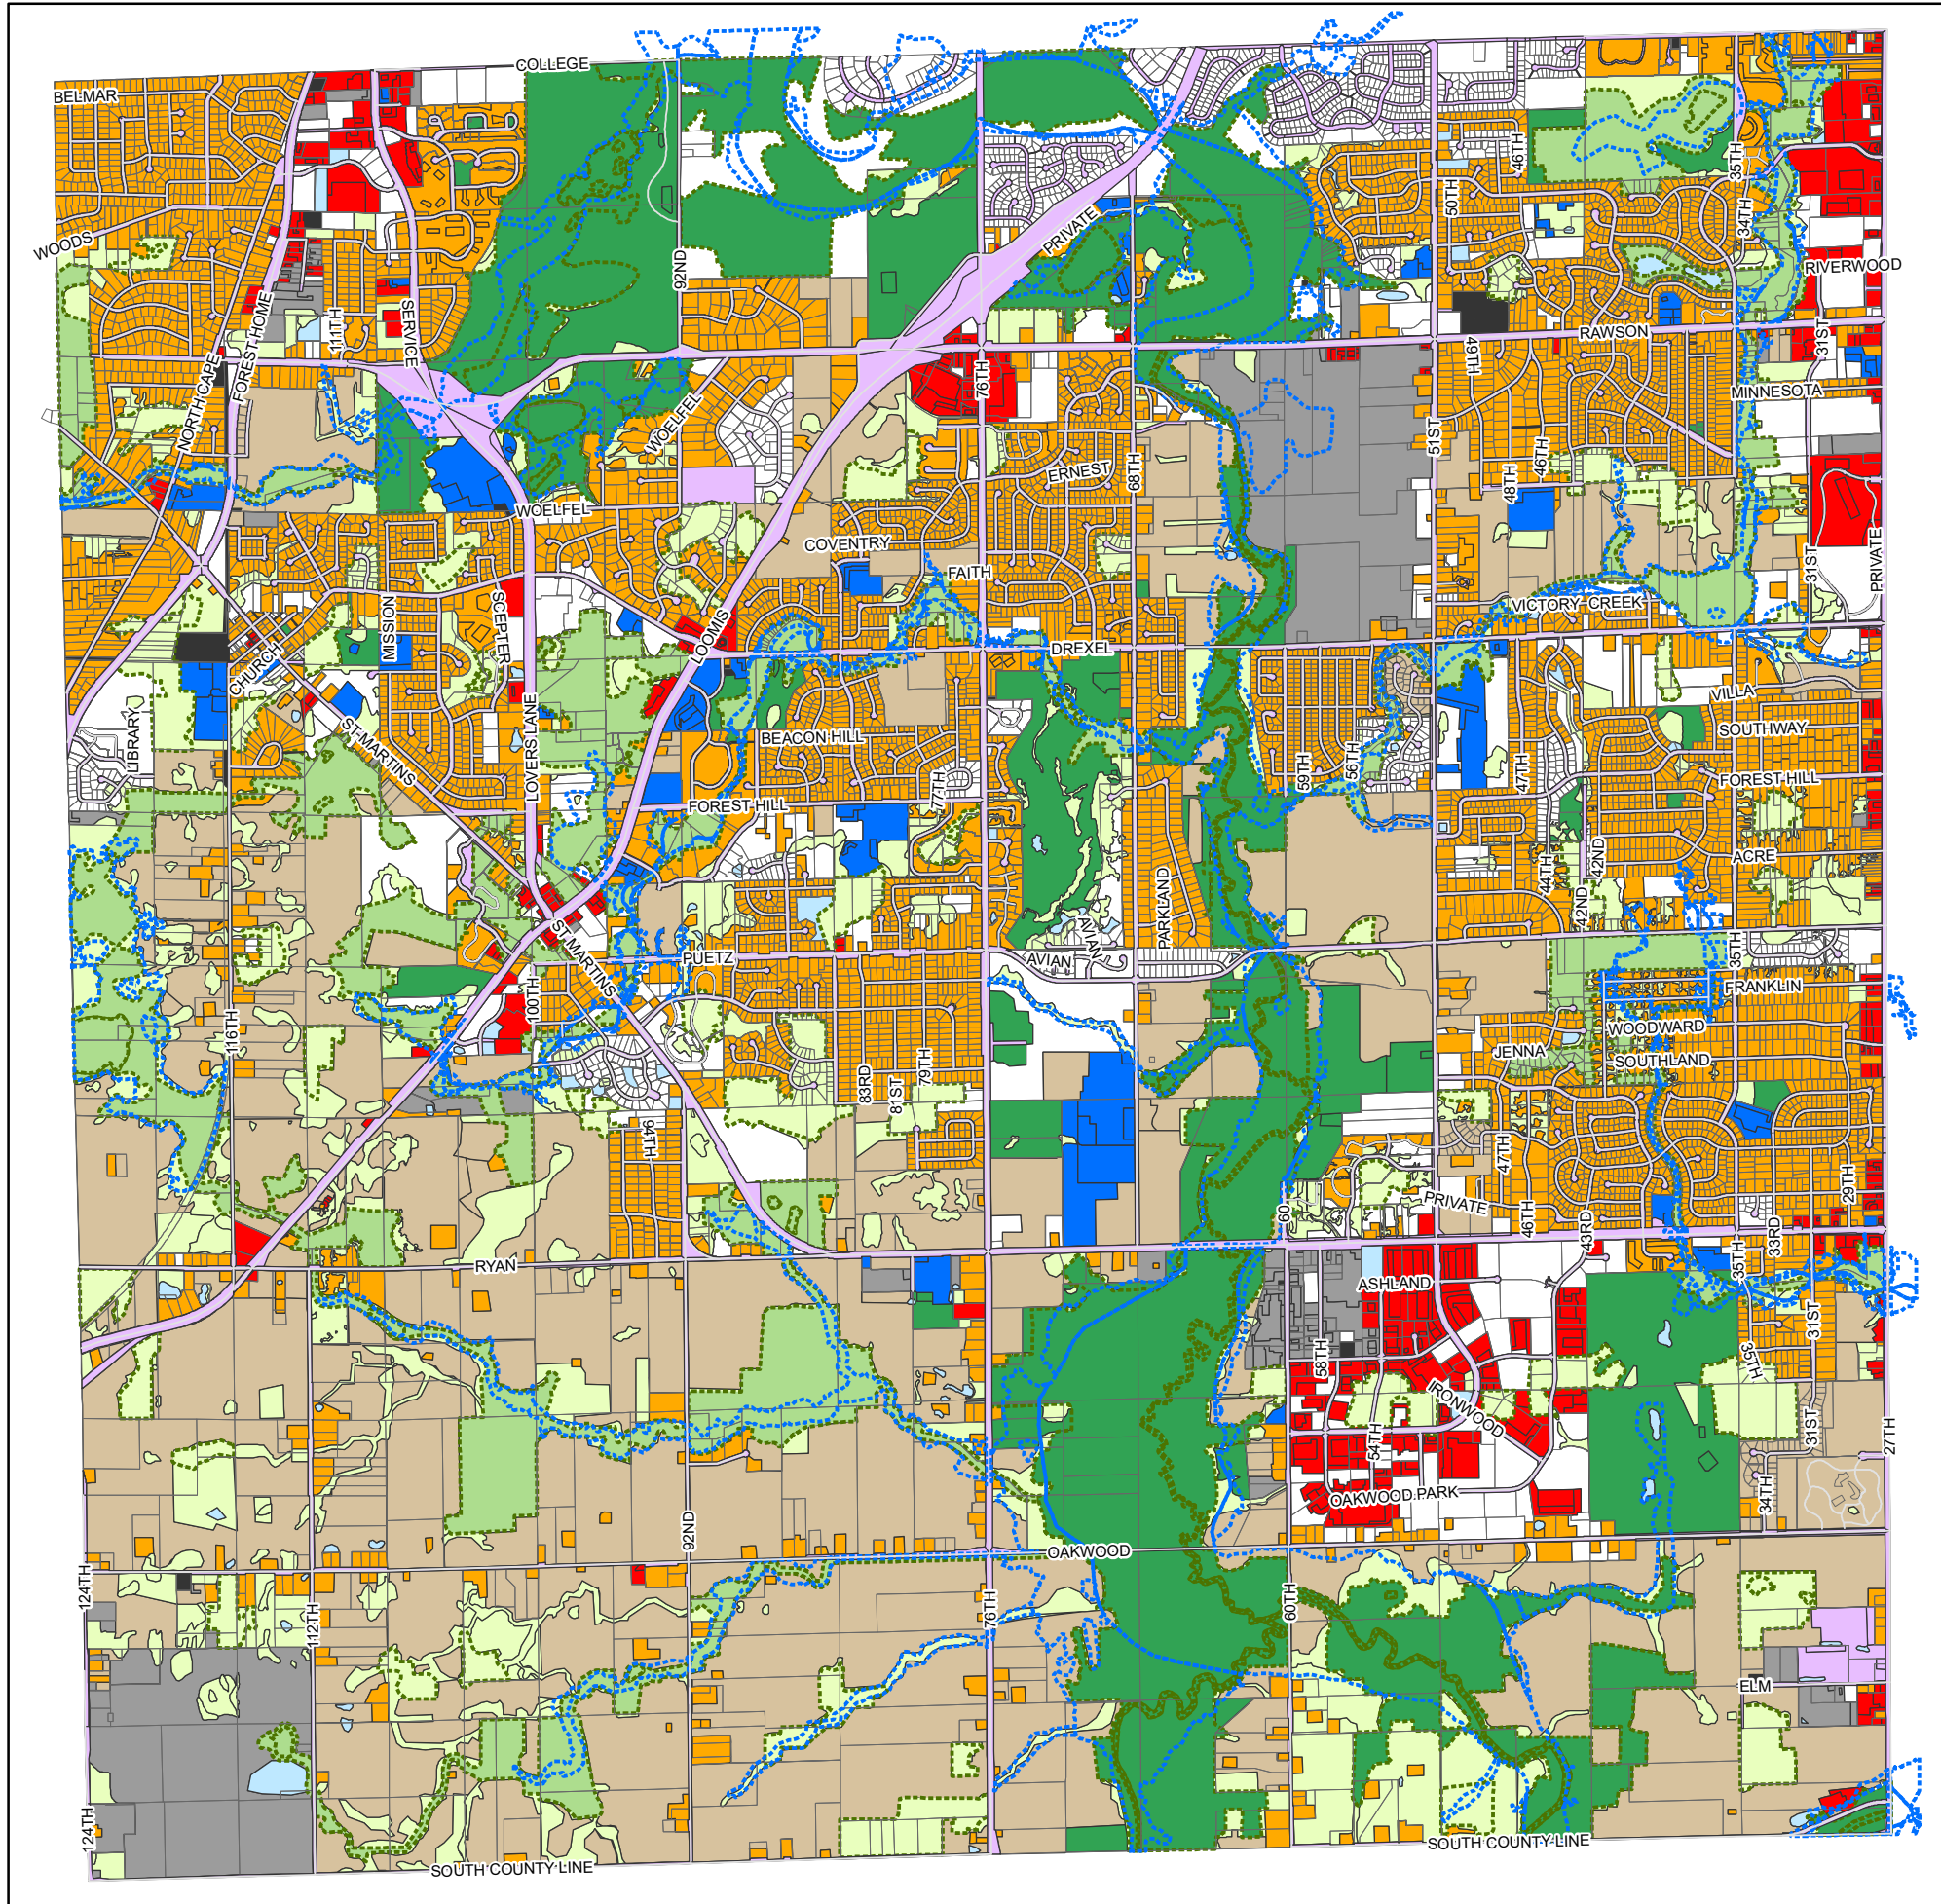 COLLEGE
BELMAR
46TH
35TH
50TH
34TH
PRIVATE
WOODS
92ND
RIVERWOOD
FOREST HOME
111TH
SERVICE
RAWSON
31ST
49TH
NORTH CAPE
76TH
MINNESOTA
WOELFEL
51ST
46TH
ERNEST
68TH
48TH
WOELFEL
COVENTRY
PRIVATE
31ST
FAITH
MISSION
SCEPTER
VICTORY CREEK
LOOMIS
CHURCH
DREXEL
VILLA
LIBRARY
ST MARTINS
LOVERS LANE
BEACON HILL
SOUTHWAY
59TH
56TH
47TH
77TH
FOREST HILL
FOREST HILL
42ND
44TH
ACRE
42ND
PARKLAND
AVIAN
ST MARTINS
PUETZ
AVIAN
35TH
FRANKLIN
100TH
116TH
WOODWARD
JENNA
SOUTHLAND
79TH
83RD
81ST
94TH
47TH
29TH
PRIVATE
60
46TH
43RD
33RD
35TH
RYAN
ASHLAND
31ST
58TH
35TH
IRONWOOD
54TH
31ST
27TH
OAKWOOD PARK
34TH
92ND
OAKWOOD
124TH
112TH
76TH
60TH
ELM
124TH
SOUTH COUNTY LINE
SOUTH COUNTY LINE